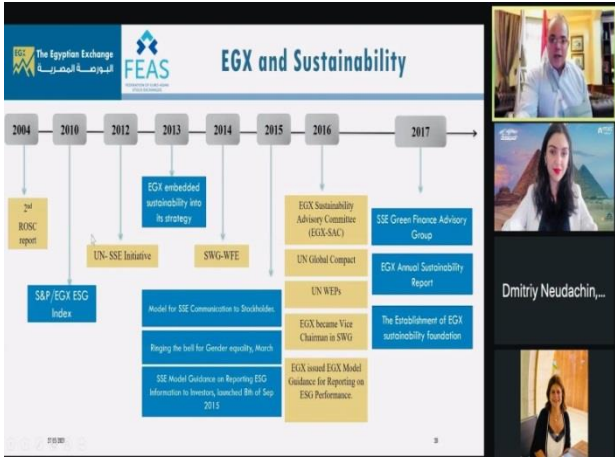 EGX
The Egyptian Exchange
البورصة المصرية
FEAS
EGX and Sustainability
2004
2010
2012
2013
2014
2015
2016
2017
2nd
ROSC
report
S&P/EGX ESG
Index
UN- SSE Initiative
EGX embedded
sustainability into
its strategy
SWG-WFE
Model for SSE Communication to Stockholder.
Ringing the bell for Gender equality, March
SSE Model Guidance on Reporting ESG
Information to Investors, launched 8th of Sep
2015
EGX Sustainability
Advisory Committee
(EGX-SAC)
UN Global Compact
UN WEPs
EGX became Vice
Chairman in SWG
EGX issued EGX Model
Guidance for Reporting on
ESG Performance.
SSE Green Finance Advisory
Group
EGX Annual Sustainability
Report
The Establishment of EGX
sustainability foundation
Dmitriy Neudachin,...